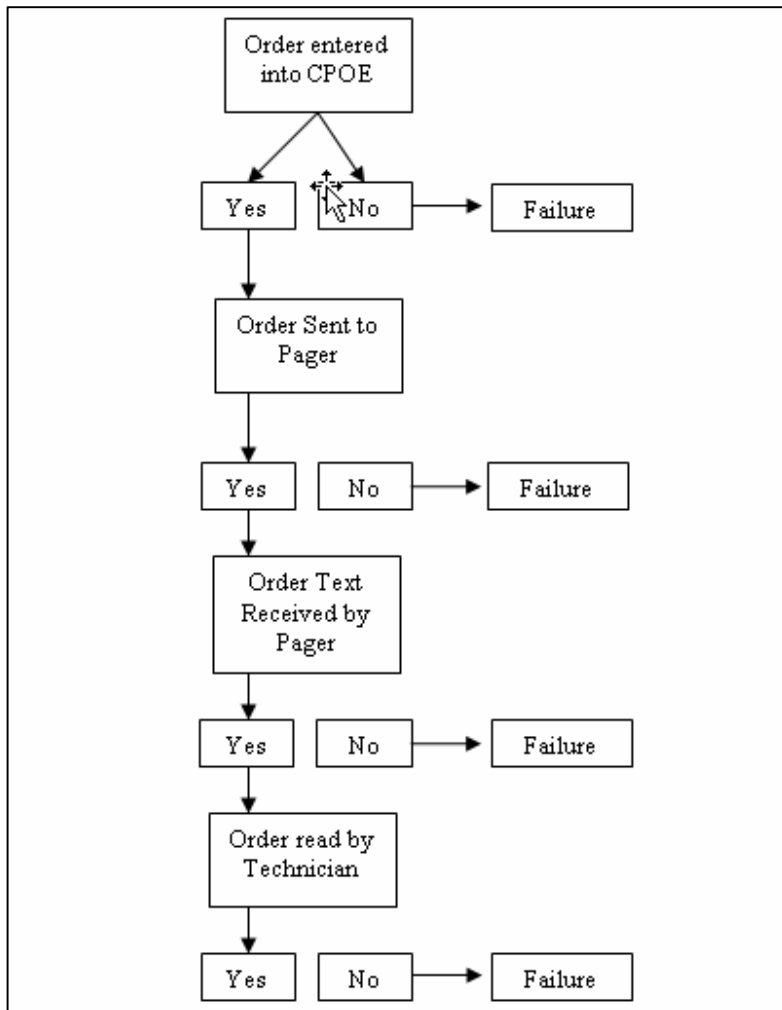 Order entered
into CPOE
Yes
No
Failure
Order Sent to
Pager
Yes
No
Failure
Order Text
Received by
Pager
Yes
No
Failure
Order read by
Technician
Yes
No
Failure